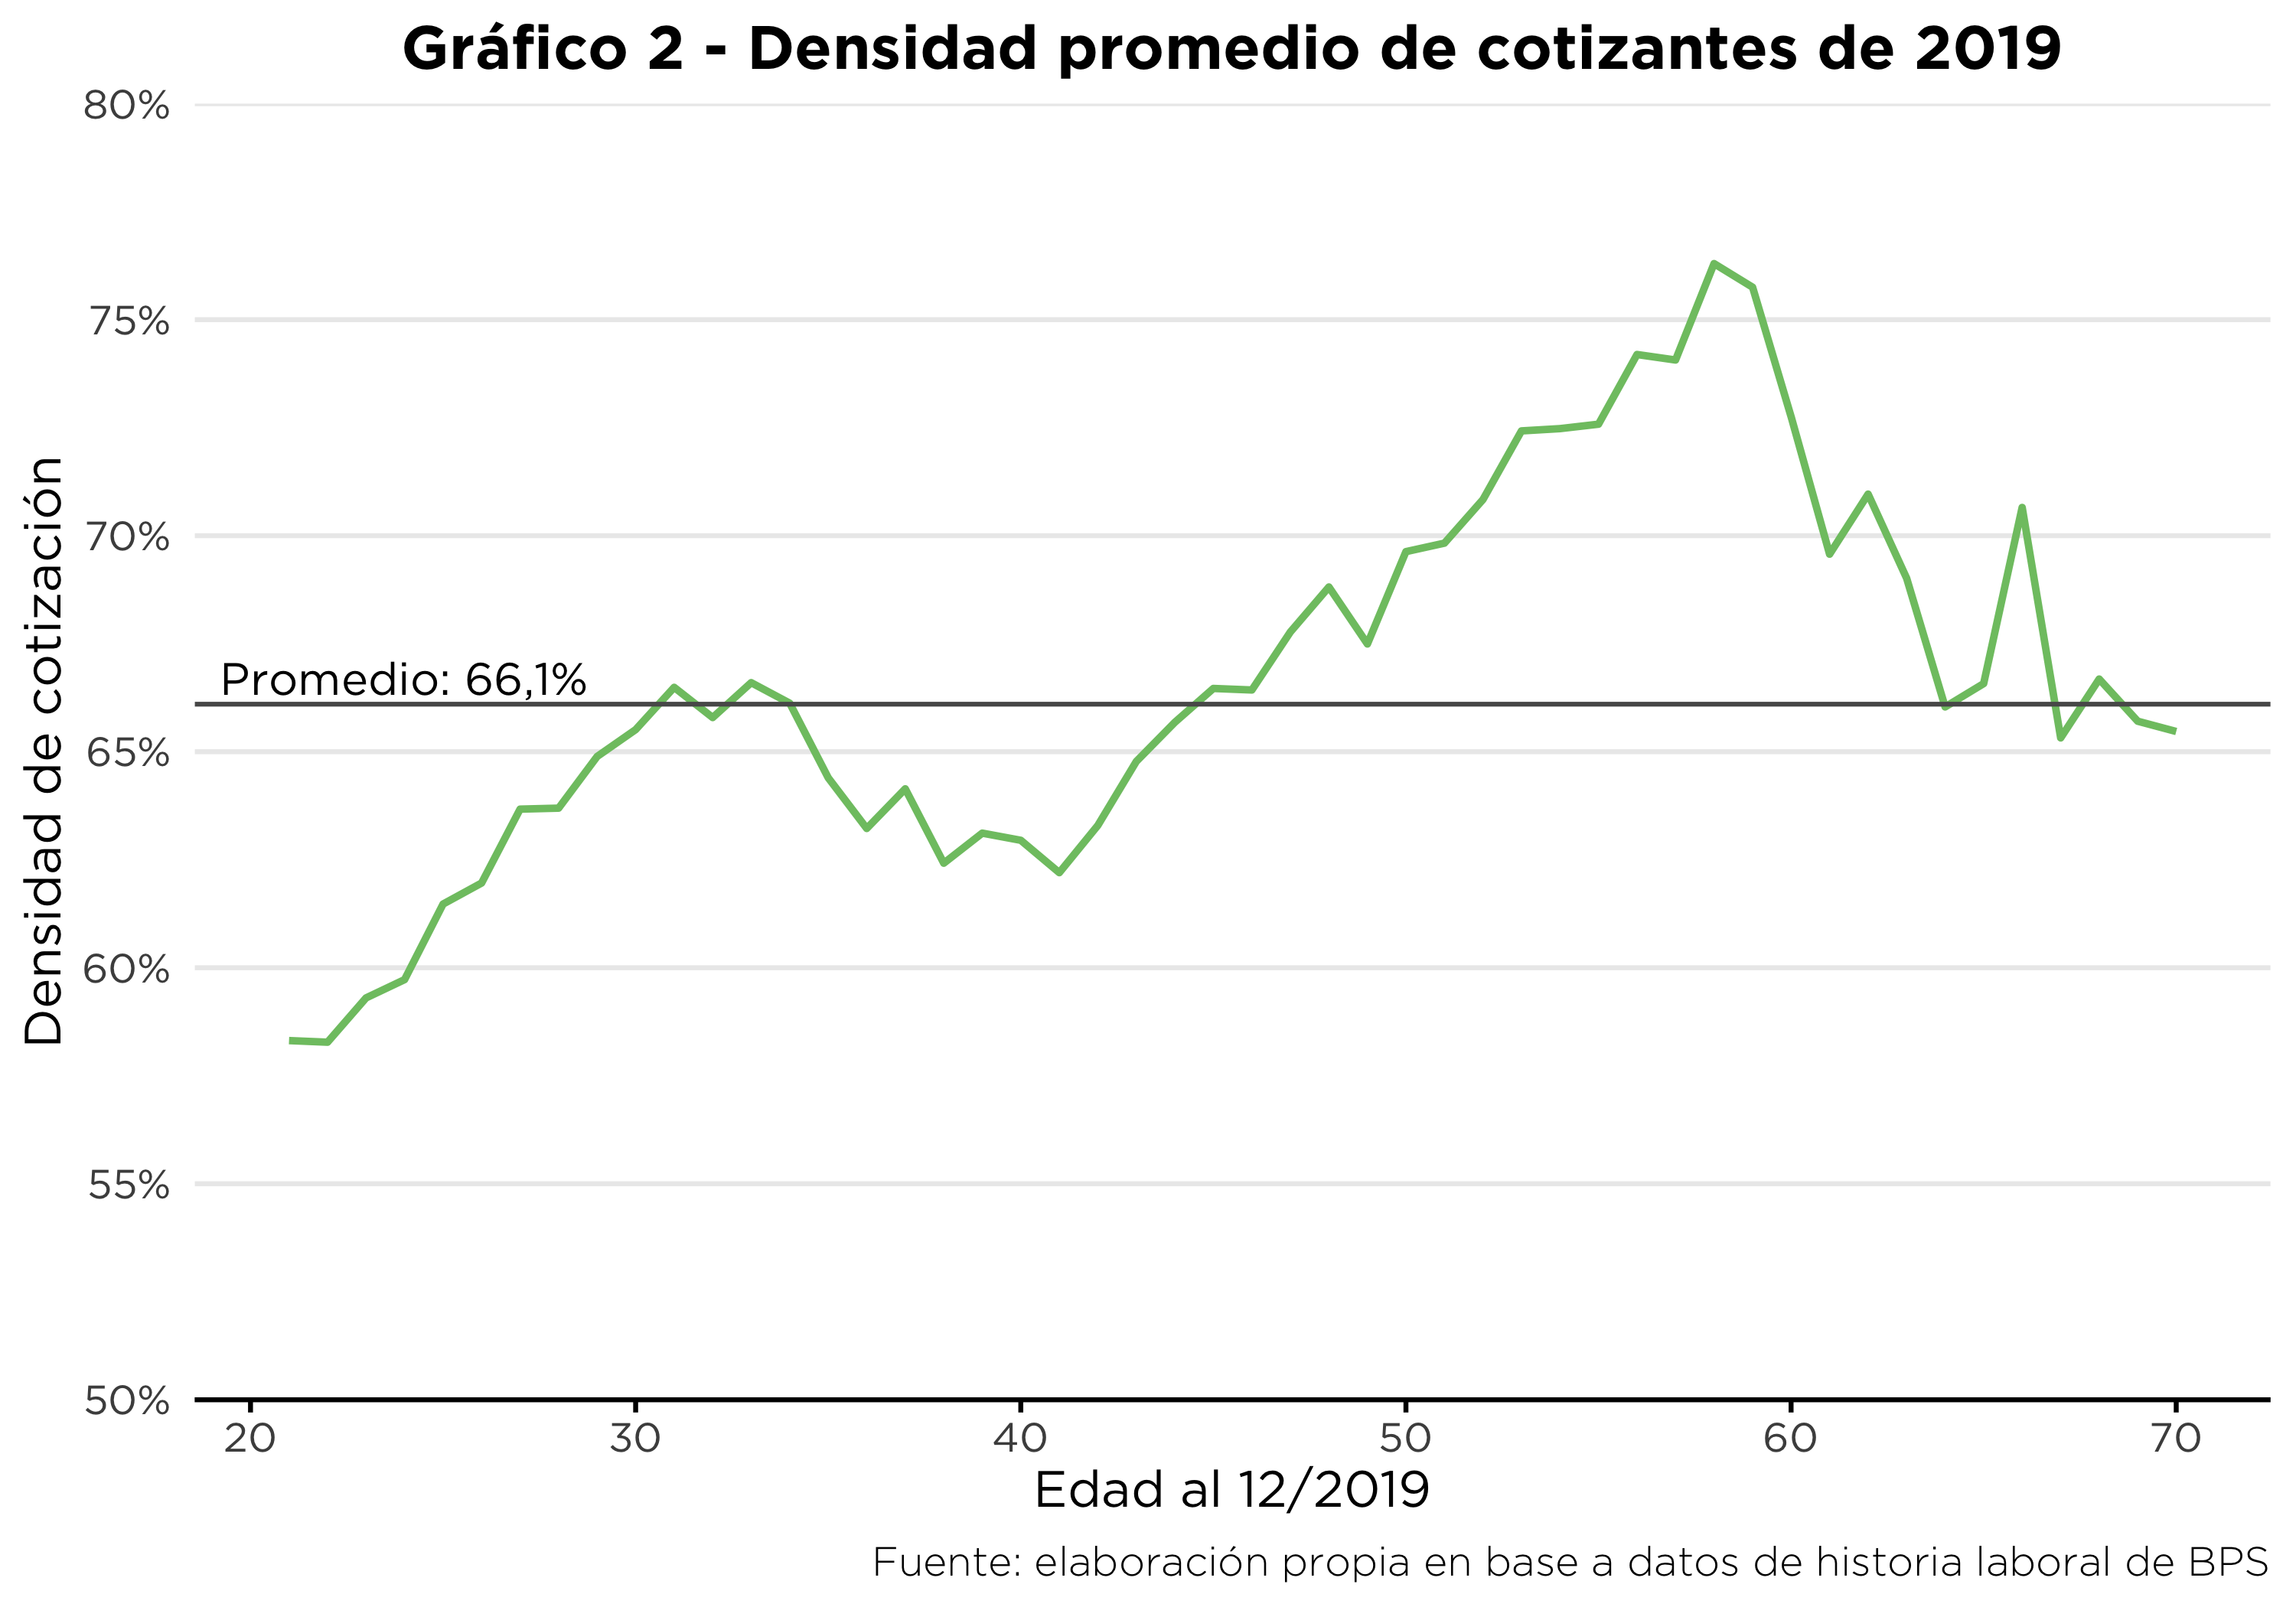 Gráfico 2 - Densidad promedio de cotizantes de 2019
80%
75%
70%
65%
60%
55%
50%
Densidad de cotización
Promedio: 66,1%
20 30 40 50 60 70
Edad al 12/2019
Fuente: elaboración propia en base a datos de historia laboral de BPS